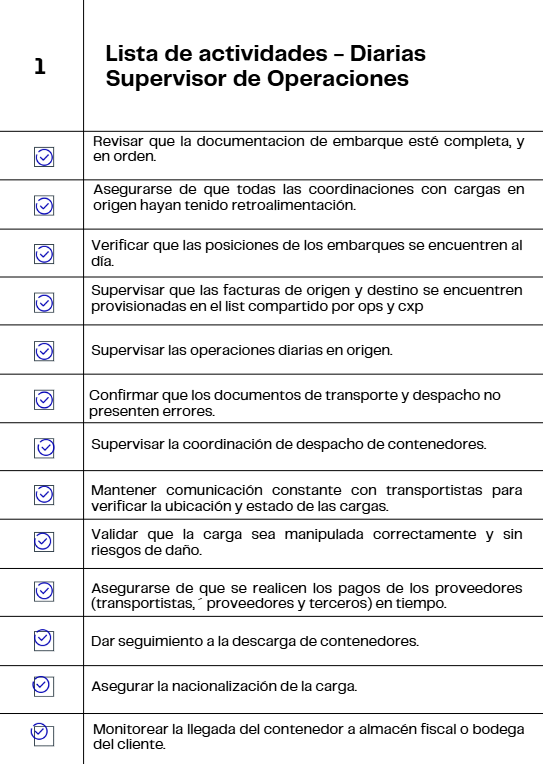 1
Lista de actividades – Diarias
Supervisor de Operaciones
Revisar que la documentacion de embarque esté completa, y
en orden.
Asegurarse de que todas las coordinaciones con cargas en
origen hayan tenido retroalimentación.
Verificar que las posiciones de los embarques se encuentren al
día.
Supervisar que las facturas de origen y destino se encuentren
provisionadas en el list compartido por ops y cxp
Supervisar las operaciones diarias en origen.
Confirmar que los documentos de transporte y despacho no
presenten errores.
Supervisar la coordinación de despacho de contenedores.
Mantener comunicación constante con transportistas para
verificar la ubicación y estado de las cargas.
Validar que la carga sea manipulada correctamente y sin
riesgos de daño.
Asegurarse de que se realicen los pagos de los proveedores
(transportistas,´ proveedores y terceros) en tiempo.
Dar seguimiento a la descarga de contenedores.
Asegurar la nacionalización de la carga.
Monitorear la llegada del contenedor a almacén fiscal o bodega
del cliente.